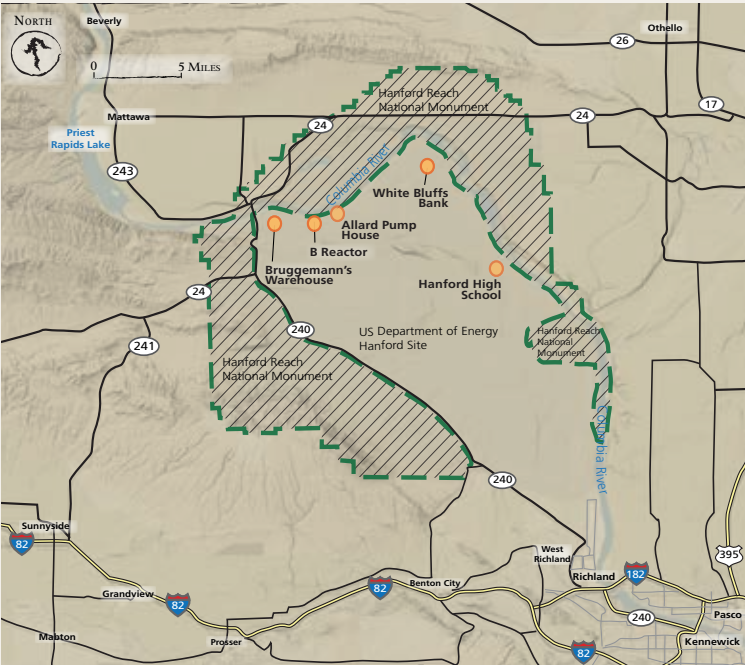 NORTH
Beverly
0 5 MILES
Othello
26
17
Mattawa
24
24
Hanford Reach
National Monument
Priest
Rapids Lake
243
Columbia River
White Bluffs
Bank
Allard Pump
House
B Reactor
Bruggemann's
Warehouse
Hanford High
School
24
240
241
US Department of Energy
Hanford Site
Hanford Reach
National
Monument
Hanford Reach
National Monument
Columbia River
240
Sunnyside
82
West
Richland
395
Richland
182
Benton City
82
Grandview
82
240
Pasco
Mabton
Prosser
Kennewick
82